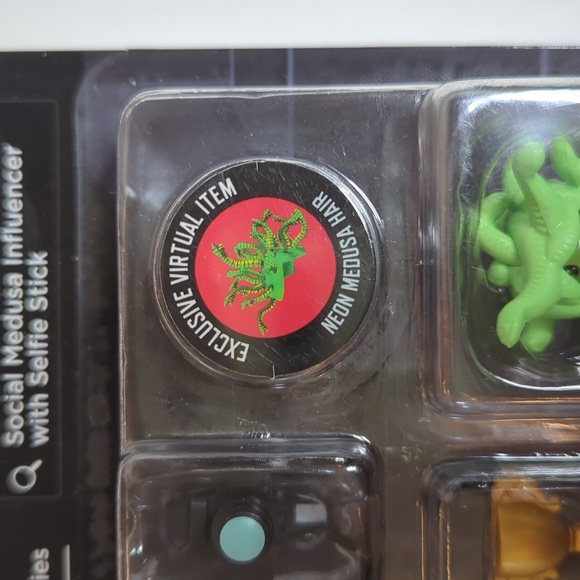 Social Medusa Influencer
with Selfie Stick
EXCLUSIVE VIRTUAL ITEM
NEON MEDUSA HAIR